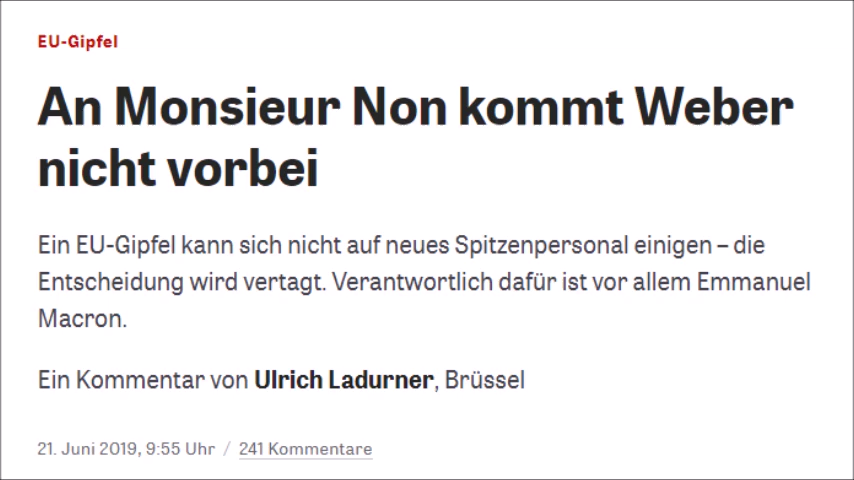 EU-Gipfel
An Monsieur Non kommt Weber
nicht vorbei
Ein EU-Gipfel kann sich nicht auf neues Spitzenpersonal einigen – die
Entscheidung wird vertagt. Verantwortlich dafür ist vor allem Emmanuel
Macron.
Ein Kommentar von Ulrich Ladurner, Brüssel
21. Juni 2019, 9:55 Uhr / 241 Kommentare